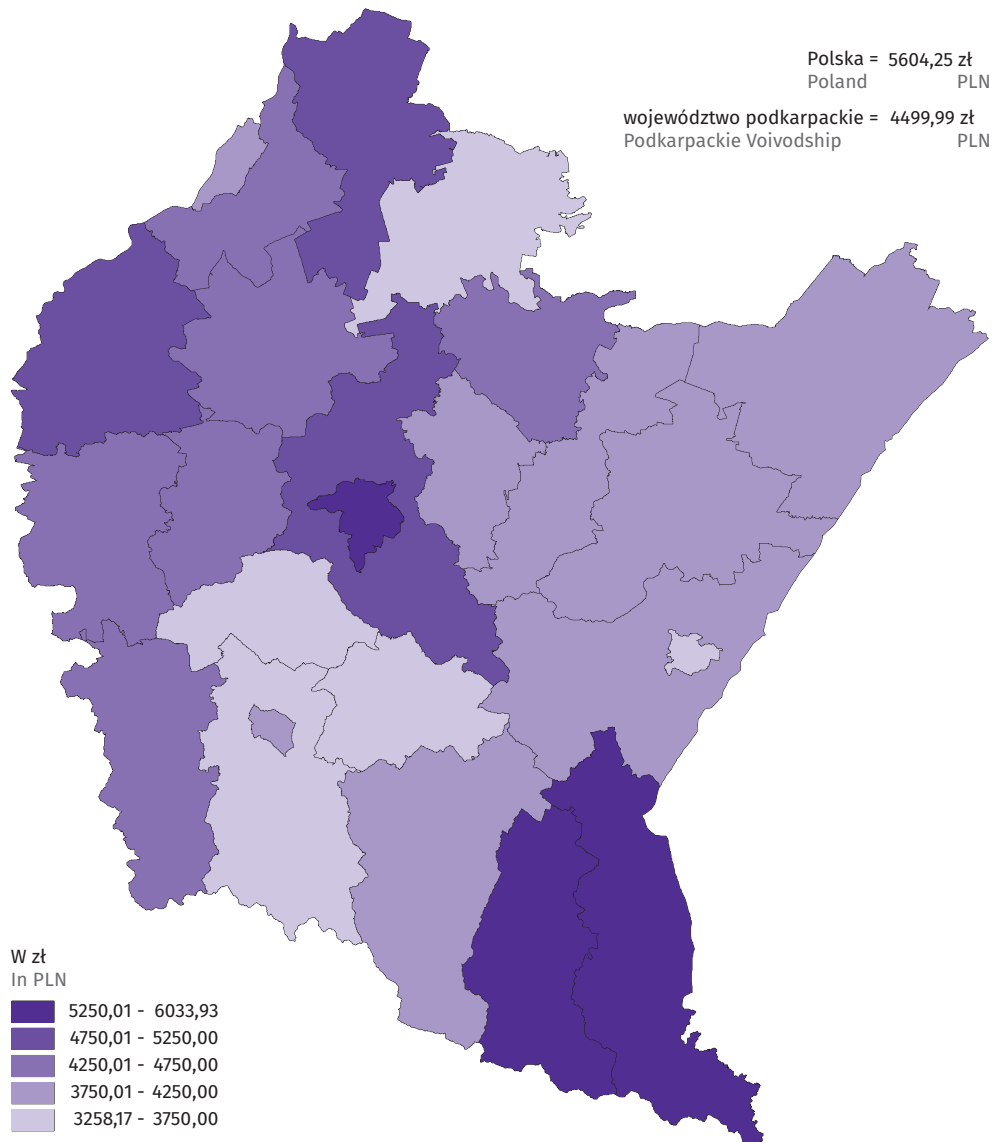 Polska = 5604,25 zł
Poland PLN
województwo podkarpackie = 4499,99 zł
Podkarpackie Voivodship PLN
W zł
In PLN
5250,01 - 6033,93
4750,01 - 5250,00
4250,01 - 4750,00
3750,01 - 4250,00
3258,17 - 3750,00